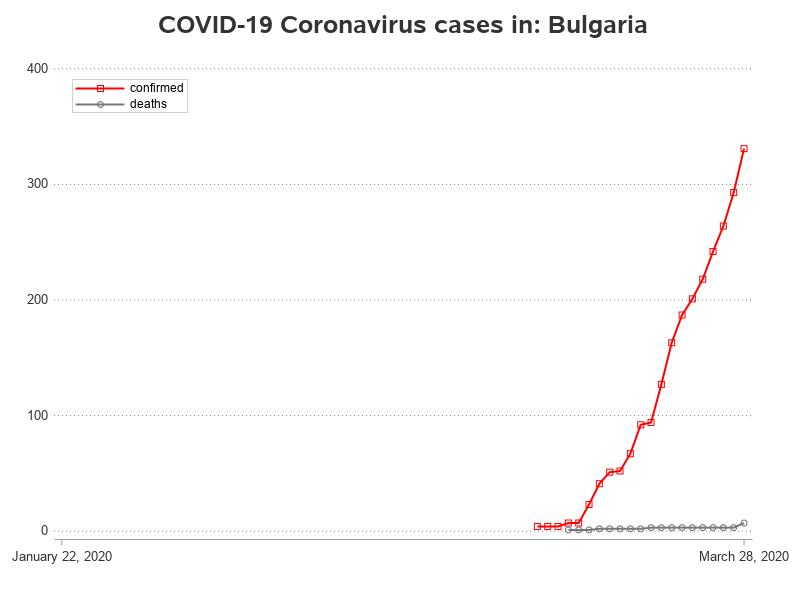 COVID-19 Coronavirus cases in: Bulgaria
400
confirmed
deaths
300
200
100
0
January 22, 2020
March 28, 2020